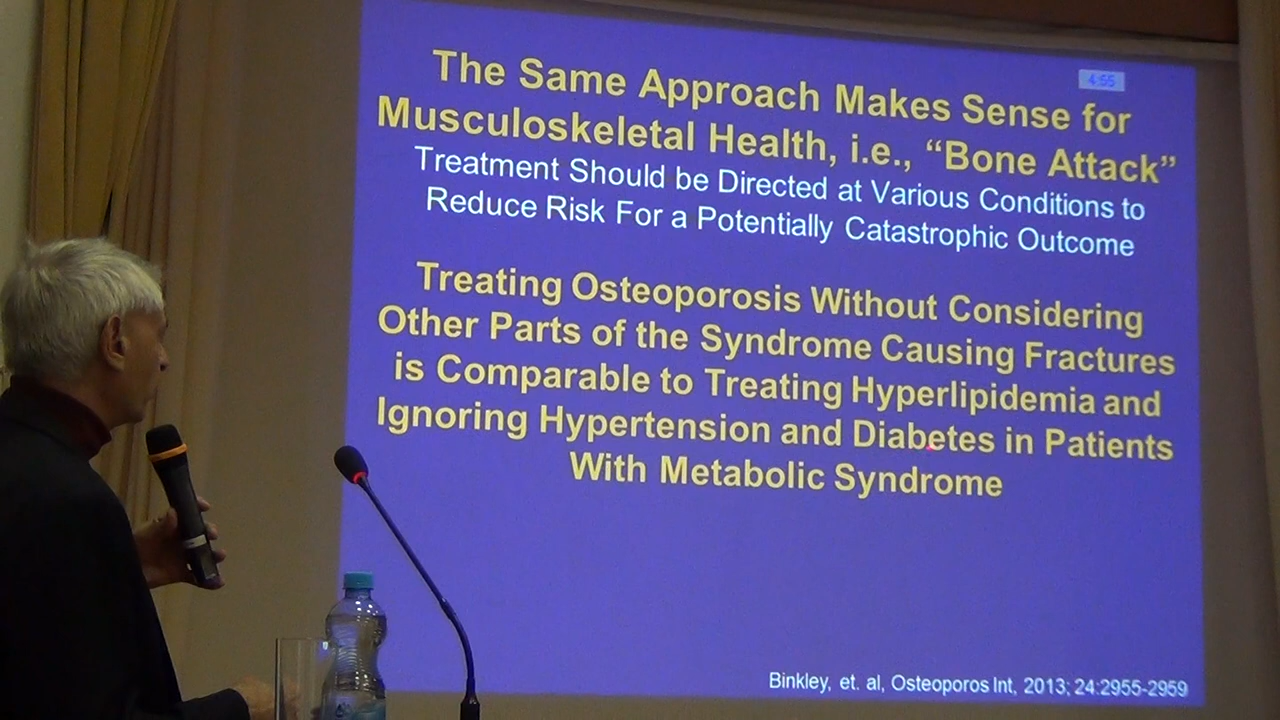 4:55
The Same Approach Makes Sense for
Musculoskeletal Health, i.e., “Bone Attack”
Treatment Should be Directed at Various Conditions to
Reduce Risk For a Potentially Catastrophic Outcome
Treating Osteoporosis Without Considering
Other Parts of the Syndrome Causing Fractures
is Comparable to Treating Hyperlipidemia and
Ignoring Hypertension and Diabetes in Patients
With Metabolic Syndrome
Binkley, et. al, Osteoporos Int, 2013; 24:2955-2959